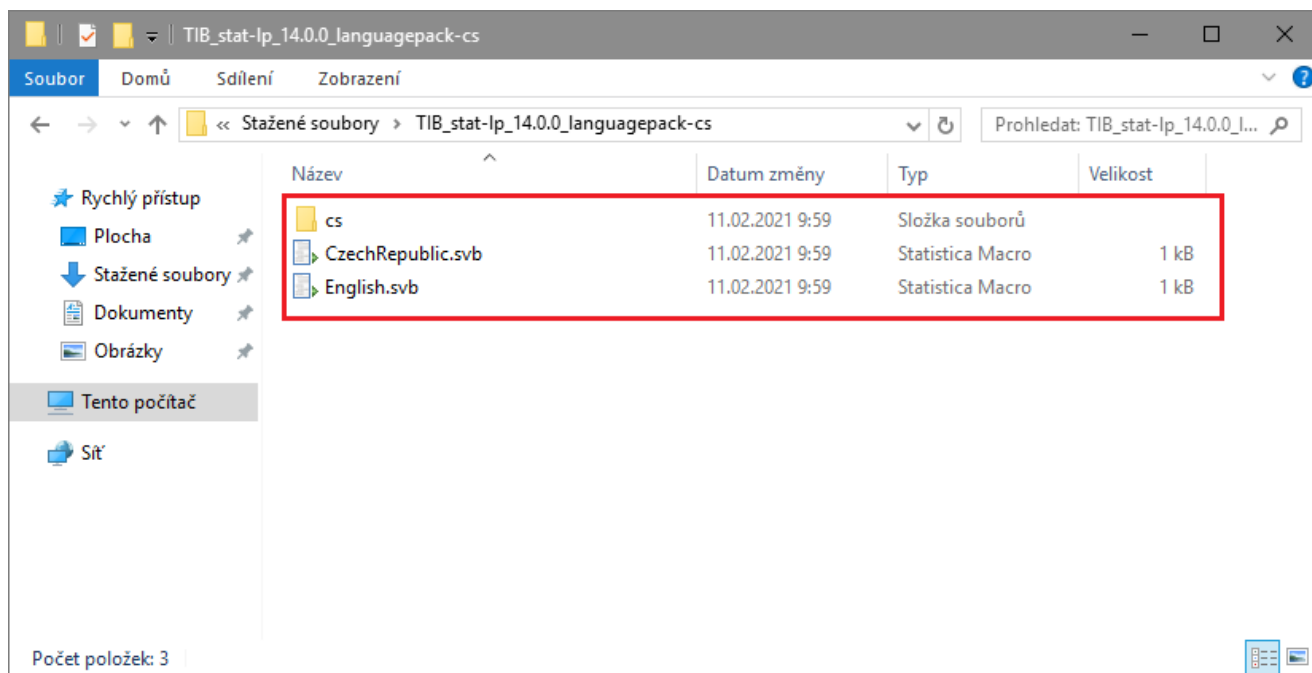 TIB_stat-lp_14.0.0_languagepack-cs
Soubor Domů Sdílení Zobrazení
« Stažené soubory › TIB_stat-lp_14.0.0_languagepack-cs Prohledat: TIB_stat-lp_14.0.0_l...
Název Datum změny Typ Velikost
Rychlý přístup
Plocha
Stažené soubory
Dokumenty
Obrázky
Tento počítač
Síť
cs 11.02.2021 9:59 Složka souborů
CzechRepublic.svb 11.02.2021 9:59 Statistica Macro 1 kB
English.svb 11.02.2021 9:59 Statistica Macro 1 kB
Počet položek: 3